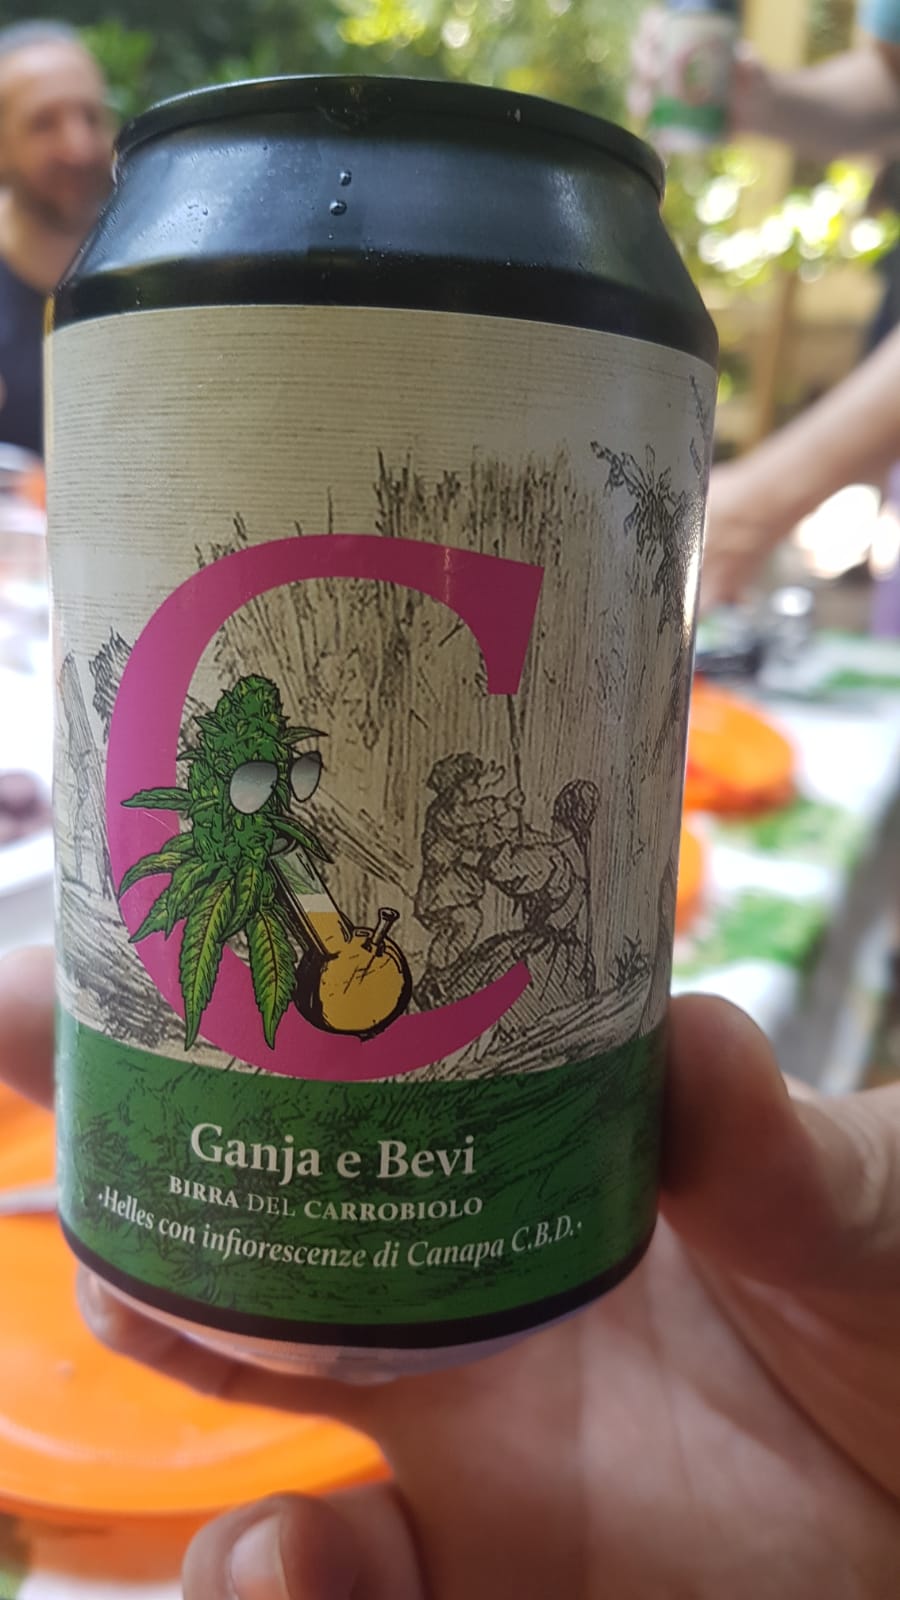 C
Ganja e Bevi
BIRRA DEL CARROBIOLO
·Helles con infiorescenze di Canapa C.B.D.·